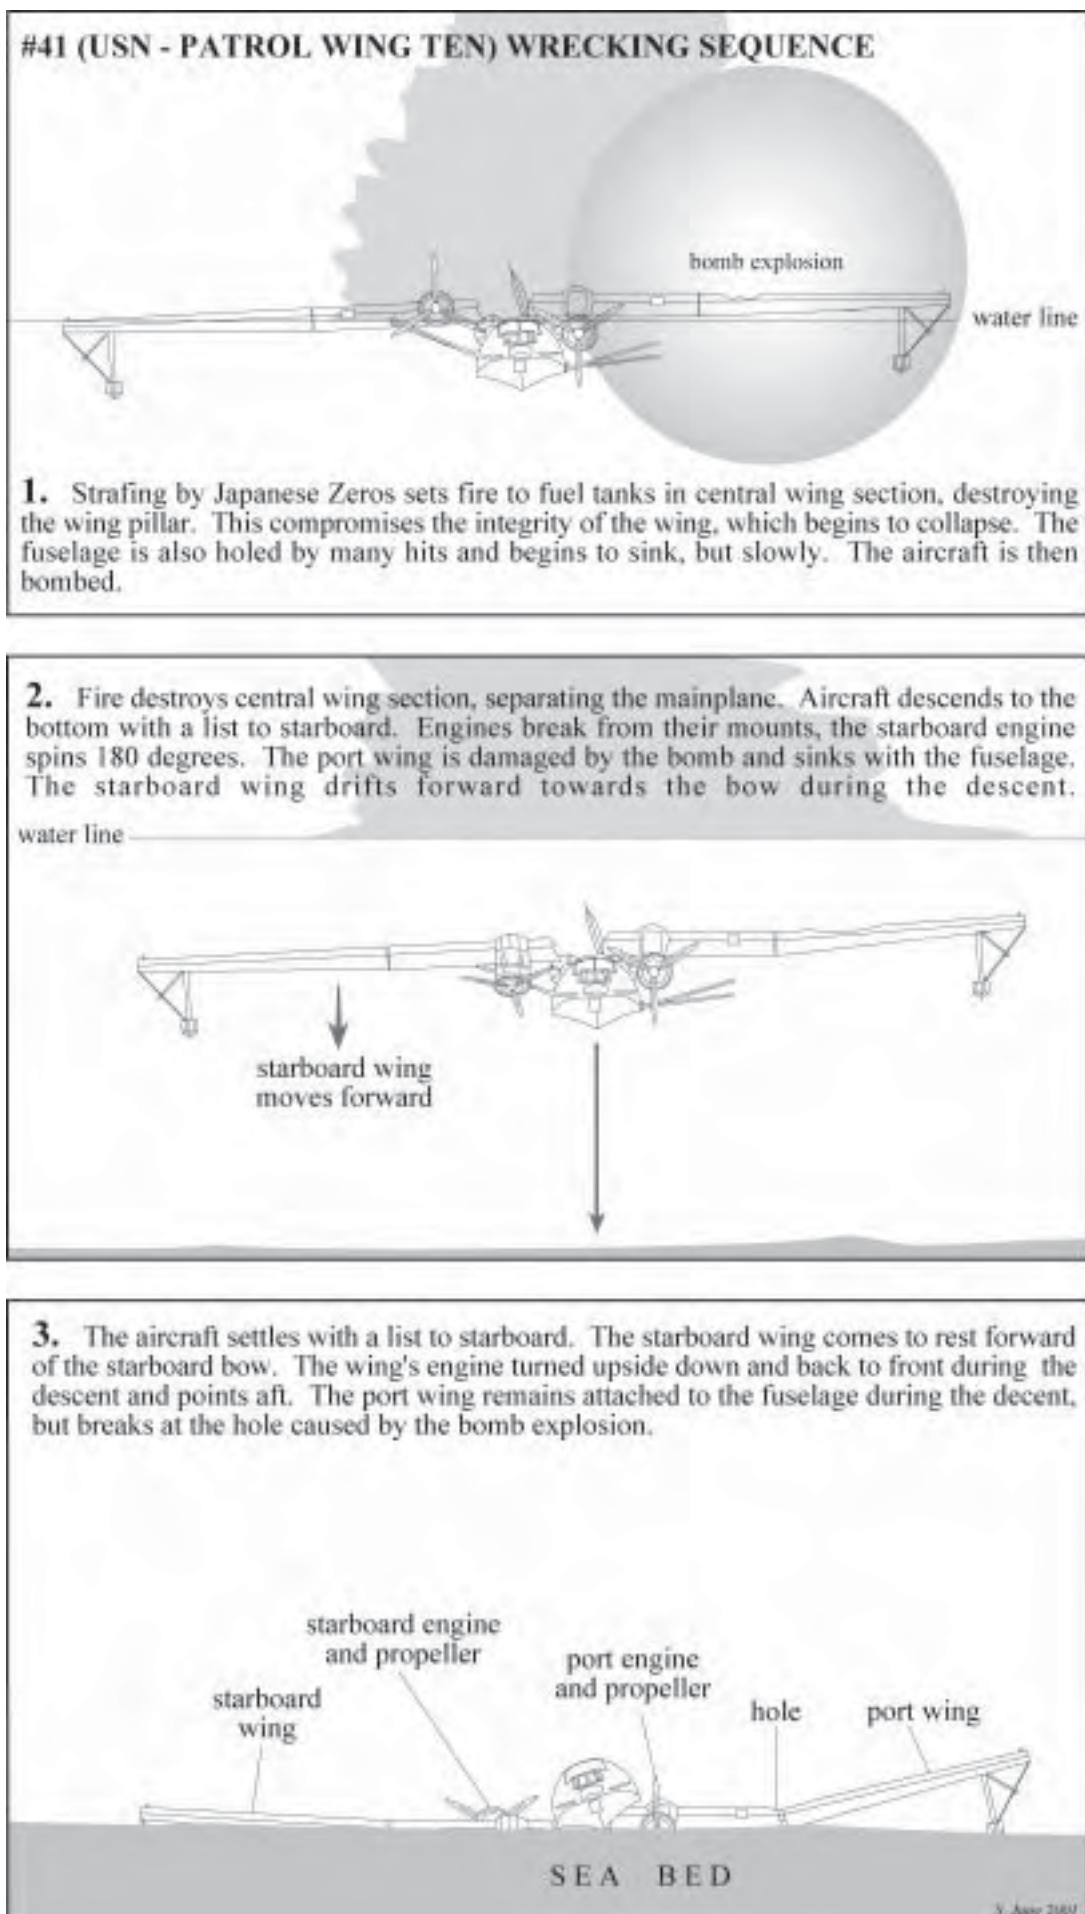 #41 (USN - PATROL WING TEN) WRECKING SEQUENCE
bomb explosion
water line
1. Strafing by Japanese Zeros sets fire to fuel tanks in central wing section, destroying
the wing pillar. This compromises the integrity of the wing, which begins to collapse. The
fuselage is also holed by many hits and begins to sink, but slowly. The aircraft is then
bombed.
2. Fire destroys central wing section, separating the mainplane. Aircraft descends to the
bottom with a list to starboard. Engines break from their mounts, the starboard engine
spins 180 degrees. The port wing is damaged by the bomb and sinks with the fuselage.
The starboard wing drifts forward towards the bow during the descent.
water line
starboard wing
moves forward
3. The aircraft settles with a list to starboard. The starboard wing comes to rest forward
of the starboard bow. The wing's engine turned upside down and back to front during the
descent and points aft. The port wing remains attached to the fuselage during the decent,
but breaks at the hole caused by the bomb explosion.
starboard engine
and propeller
port engine
and propeller
starboard
wing
hole
port wing
SEA BED
June 2001